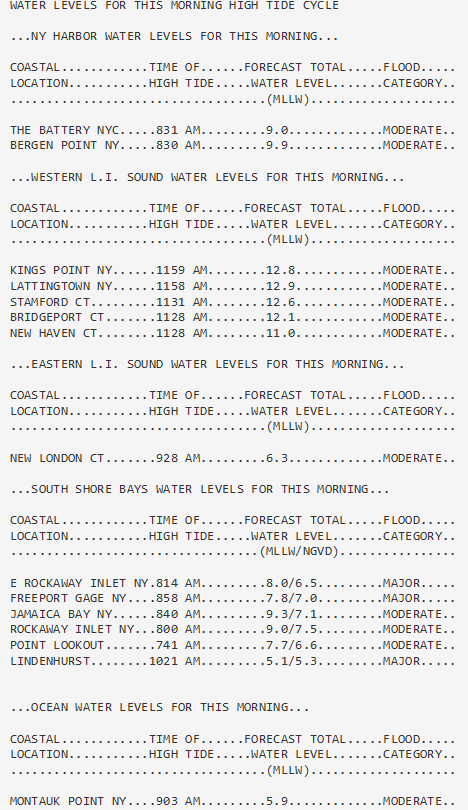 WATER LEVELS FOR THIS MORNING HIGH TIDE CYCLE
...NY HARBOR WATER LEVELS FOR THIS MORNING...
COASTAL............TIME OF......FORECAST TOTAL.....FLOOD.....
LOCATION...........HIGH TIDE.....WATER LEVEL.......CATEGORY..
...................................(MLLW)....................
THE BATTERY NYC.....831 AM.........9.0.............MODERATE..
BERGEN POINT NY.....830 AM.........9.9.............MODERATE..
...WESTERN L.I. SOUND WATER LEVELS FOR THIS MORNING...
COASTAL............TIME OF......FORECAST TOTAL.....FLOOD.....
LOCATION...........HIGH TIDE.....WATER LEVEL.......CATEGORY..
...................................(MLLW)....................
KINGS POINT NY......1159 AM........12.8............MODERATE..
LATTINGTOWN NY......1158 AM........12.9............MODERATE..
STAMFORD CT.........1131 AM........12.6............MODERATE..
BRIDGEPORT CT.......1128 AM........12.1............MODERATE..
NEW HAVEN CT........1128 AM........11.0............MODERATE..
...EASTERN L.I. SOUND WATER LEVELS FOR THIS MORNING...
COASTAL............TIME OF......FORECAST TOTAL.....FLOOD.....
LOCATION...........HIGH TIDE.....WATER LEVEL.......CATEGORY..
...................................(MLLW)....................
NEW LONDON CT.......928 AM.........6.3.............MODERATE..
...SOUTH SHORE BAYS WATER LEVELS FOR THIS MORNING...
COASTAL............TIME OF......FORECAST TOTAL.....FLOOD.....
LOCATION...........HIGH TIDE.....WATER LEVEL.......CATEGORY..
..................................(MLLW/NGVD)................
E ROCKAWAY INLET NY.814 AM.........8.0/6.5.........MAJOR.....
FREEPORT GAGE NY....858 AM.........7.8/7.0.........MAJOR.....
JAMAICA BAY NY......840 AM.........9.3/7.1.........MODERATE..
ROCKAWAY INLET NY...800 AM.........9.0/7.5.........MODERATE..
POINT LOOKOUT.......741 AM.........7.7/6.6.........MODERATE..
LINDENHURST.........1021 AM........5.1/5.3.........MAJOR.....
...OCEAN WATER LEVELS FOR THIS MORNING...
COASTAL............TIME OF......FORECAST TOTAL.....FLOOD.....
LOCATION...........HIGH TIDE.....WATER LEVEL.......CATEGORY..
...................................(MLLW)....................
MONTAUK POINT NY....903 AM.........5.9.............MODERATE..